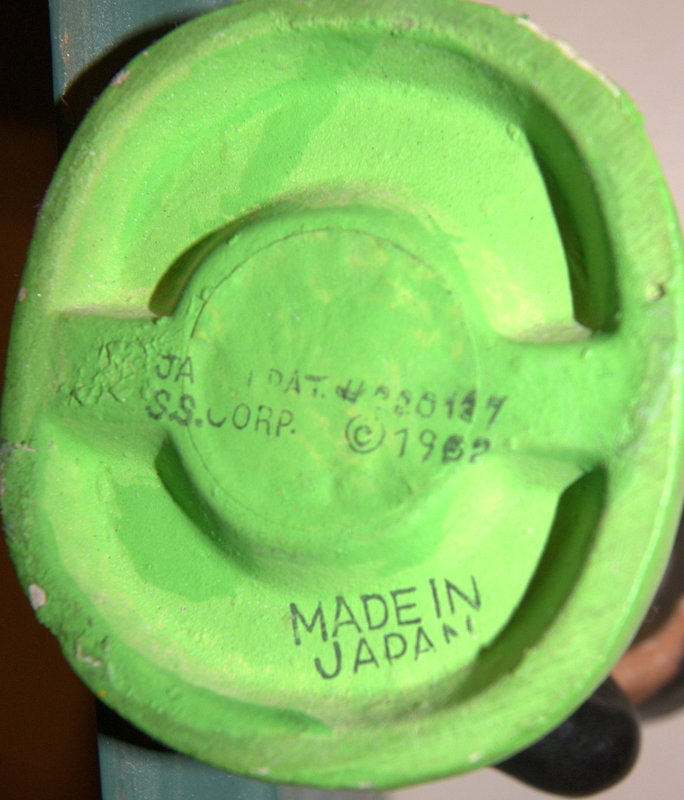 PAT.
S.S. CORP. © 1962
MADE IN
JAPAN